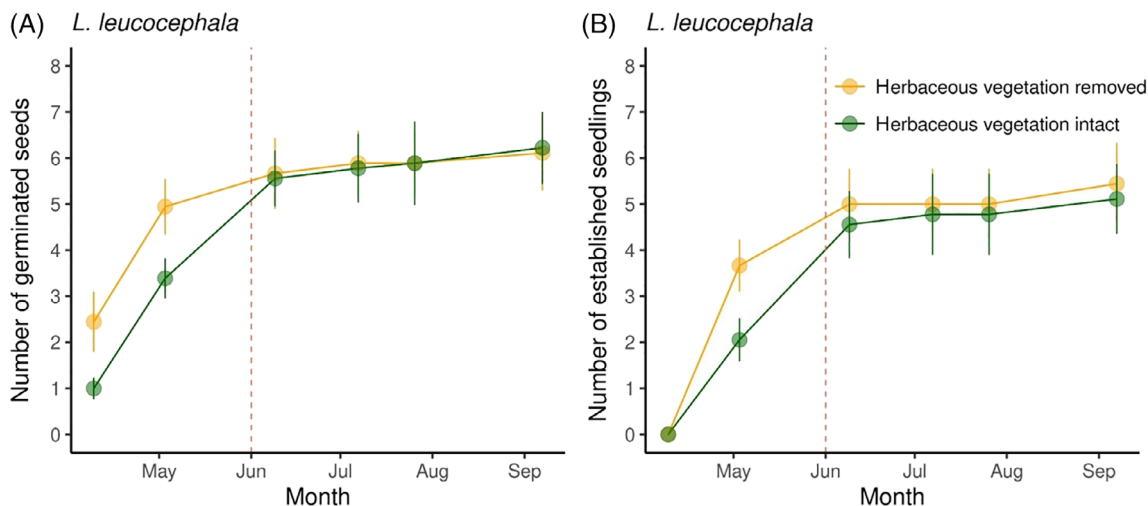 (A) L. leucocephala
Number of germinated seeds
8
7
6
5
4
3
2
1
0
May Jun Jul Aug Sep
Month
(B) L. leucocephala
Number of established seedlings
8
7
6
5
4
3
2
1
0
Herbaceous vegetation removed
Herbaceous vegetation intact
May Jun Jul Aug Sep
Month